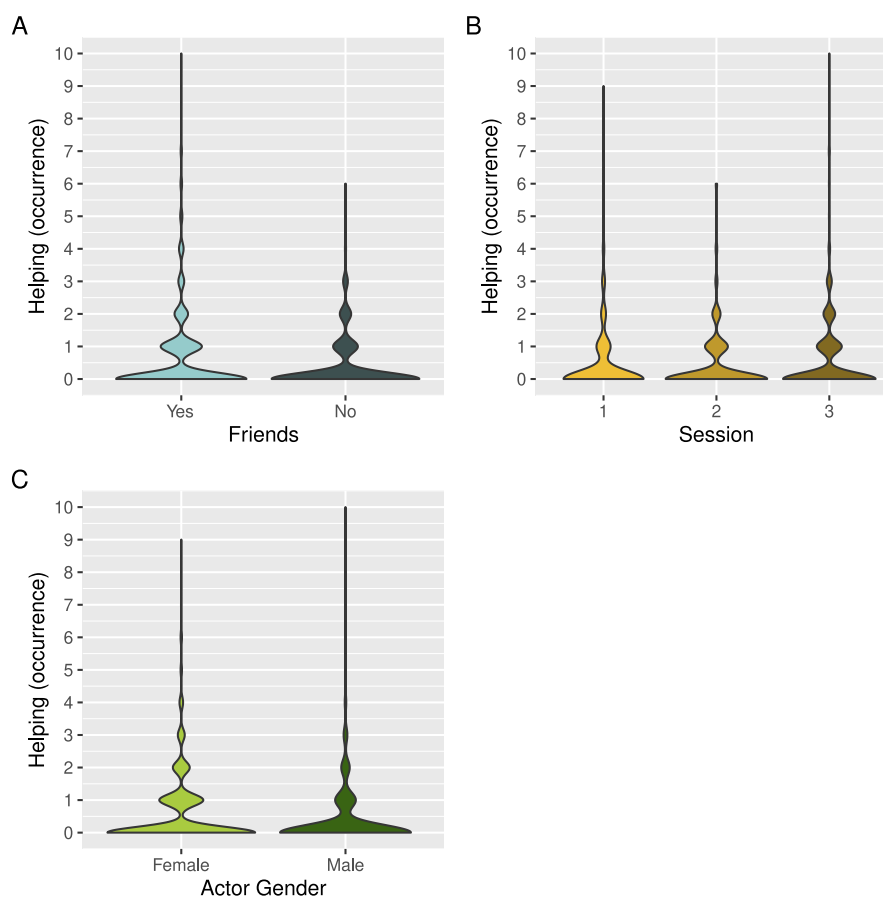 A
Helping (occurrence)
10
9
8
7
6
5
4
3
2
1
0
Yes No
Friends
B
Helping (occurrence)
10
9
8
7
6
5
4
3
2
1
0
1 2 3
Session
C
Helping (occurrence)
10
9
8
7
6
5
4
3
2
1
0
Female Male
Actor Gender